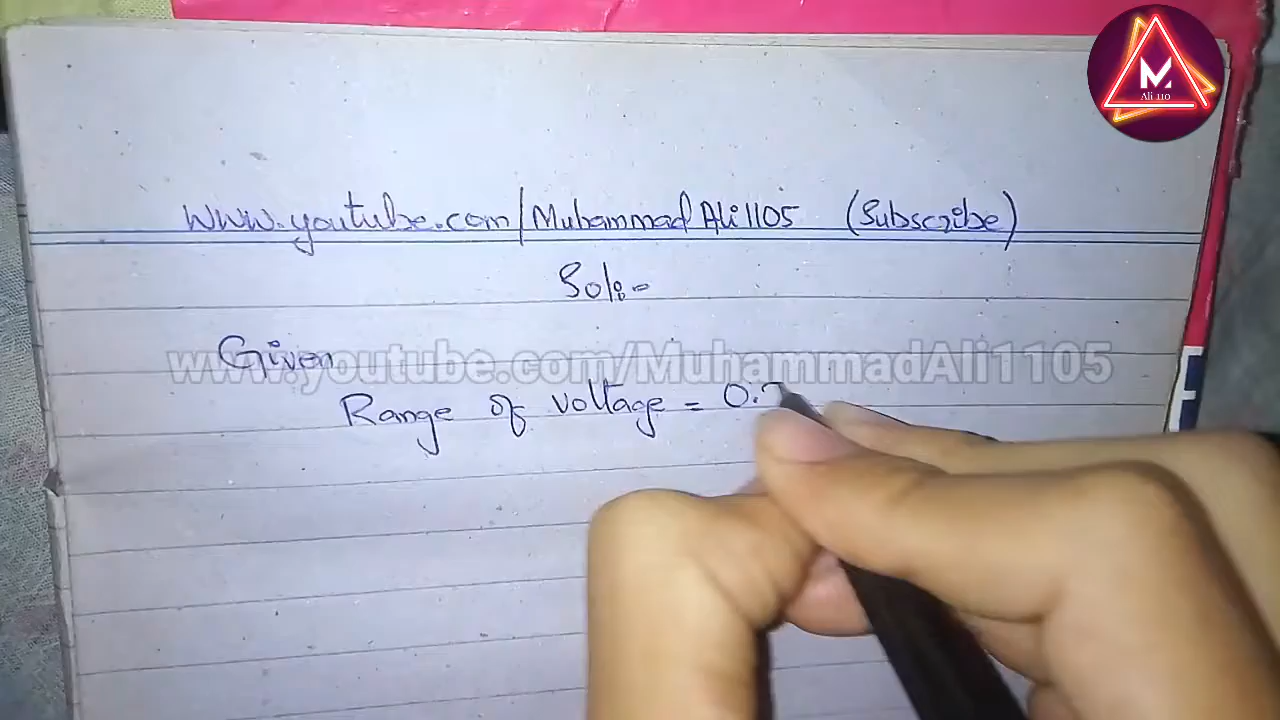 M
Ali 110
www.youtube.com/MuhammadAli1105 (Subscribe)
Sol:-
Given
www.youtube.com/MuhammadAli1105
Range of voltage = 0.